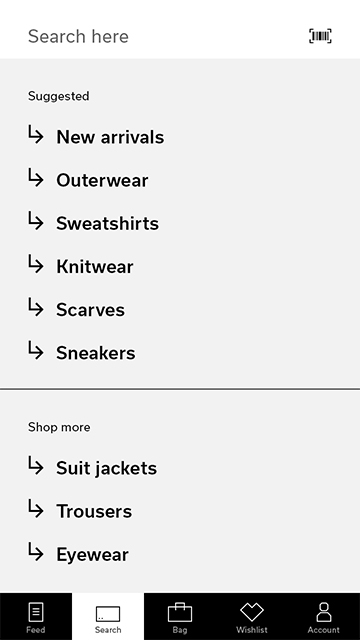 Search here
Suggested
New arrivals
Outerwear
Sweatshirts
Knitwear
Scarves
Sneakers
Shop more
Suit jackets
Trousers
Eyewear
Feed
Search
Bag
Wishlist
Account